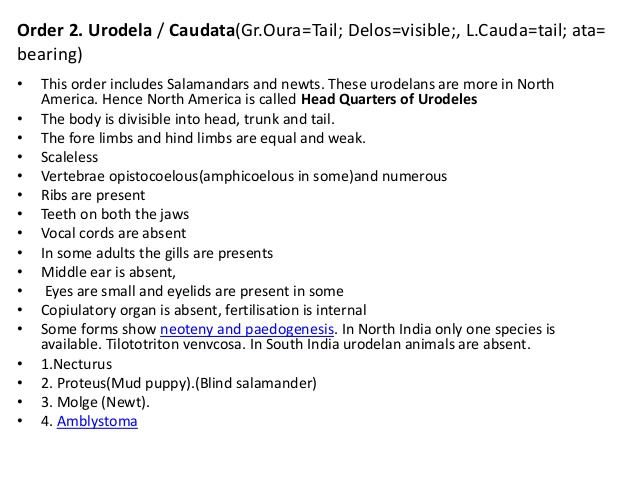 Order 2. Urodela / Caudata(Gr.Oura=Tail; Delos=visible;, L.Cauda=tail; ata=
bearing)
• This order includes Salamandars and newts. These urodelans are more in North
America. Hence North America is called Head Quarters of Urodeles
• The body is divisible into head, trunk and tail.
• The fore limbs and hind limbs are equal and weak.
• Scaleless
• Vertebrae opistocoelous(amphicoelous in some)and numerous
• Ribs are present
• Teeth on both the jaws
• Vocal cords are absent
• In some adults the gills are presents
• Middle ear is absent,
• Eyes are small and eyelids are present in some
• Copiulatory organ is absent, fertilisation is internal
• Some forms show neoteny and paedogenesis. In North India only one species is
available. Tilototriton venvcosa. In South India urodelan animals are absent.
• 1.Necturus
• 2. Proteus(Mud puppy).(Blind salamander)
• 3. Molge (Newt).
• 4. Amblystoma